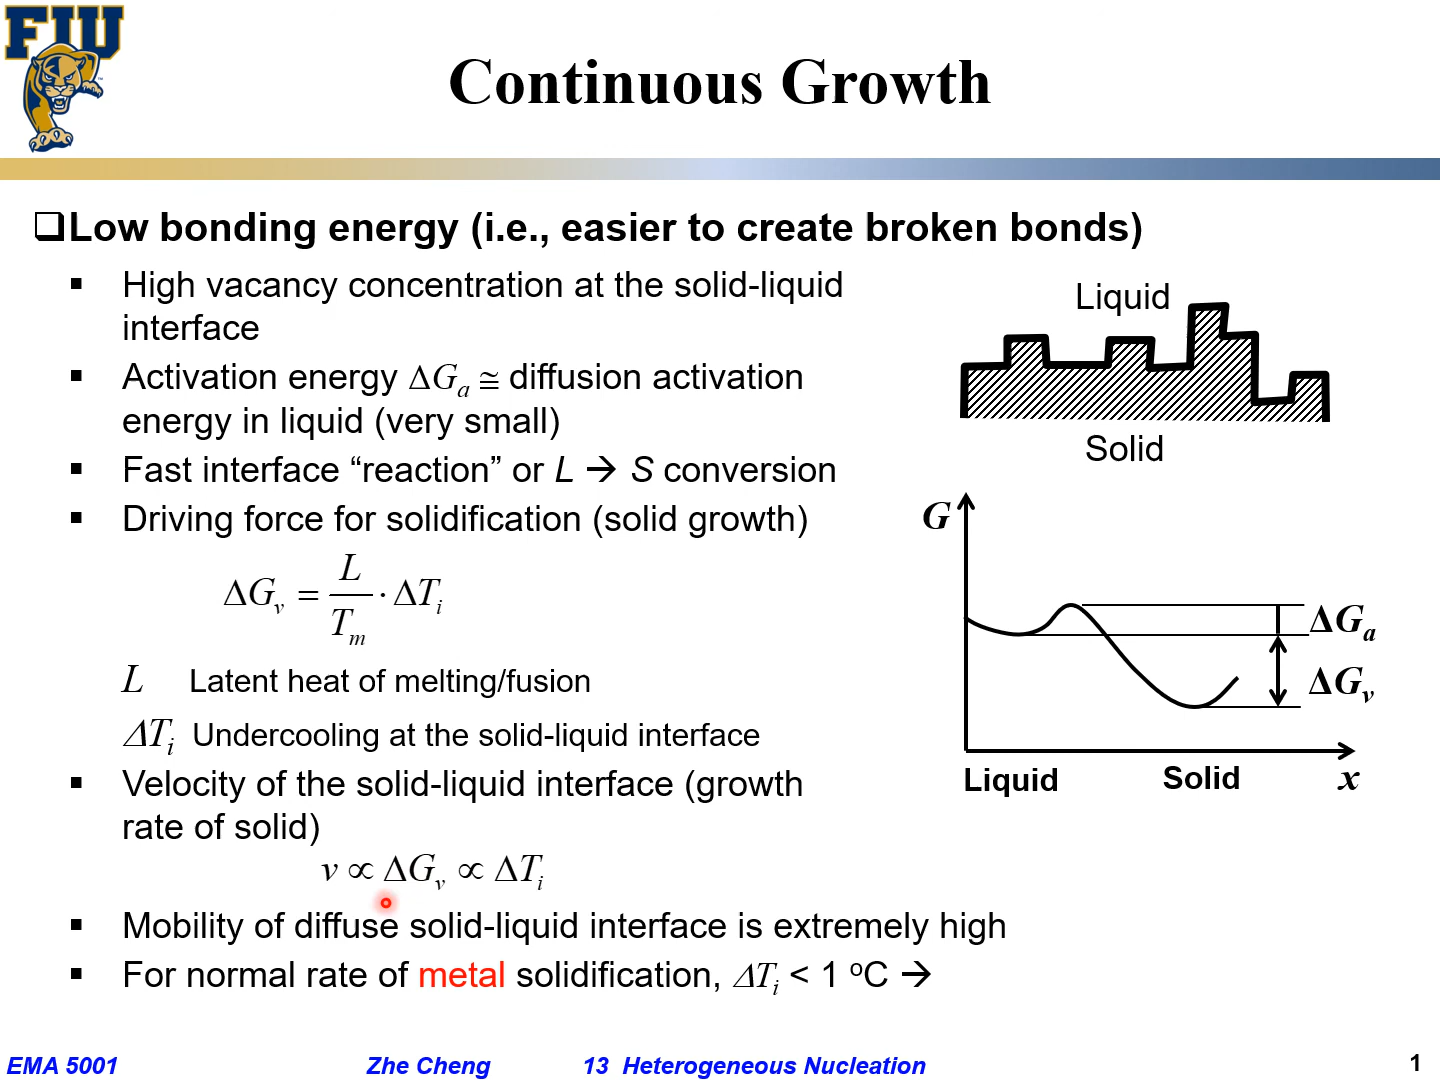 FIU
Continuous Growth
❑Low bonding energy (i.e., easier to create broken bonds)
▪ High vacancy concentration at the solid-liquid
interface
▪ Activation energy ΔGa ≅ diffusion activation
energy in liquid (very small)
▪ Fast interface “reaction” or L → S conversion
▪ Driving force for solidification (solid growth)
ΔGv = L/Tm · ΔTi
L Latent heat of melting/fusion
ΔTi Undercooling at the solid-liquid interface
▪ Velocity of the solid-liquid interface (growth
rate of solid)
v ∝ ΔGv ∝ ΔTi
▪ Mobility of diffuse solid-liquid interface is extremely high
▪ For normal rate of metal solidification, ΔTi < 1 oC →
Liquid
Solid
G
ΔGa
ΔGv
Liquid Solid x
EMA 5001 Zhe Cheng 13 Heterogeneous Nucleation 1